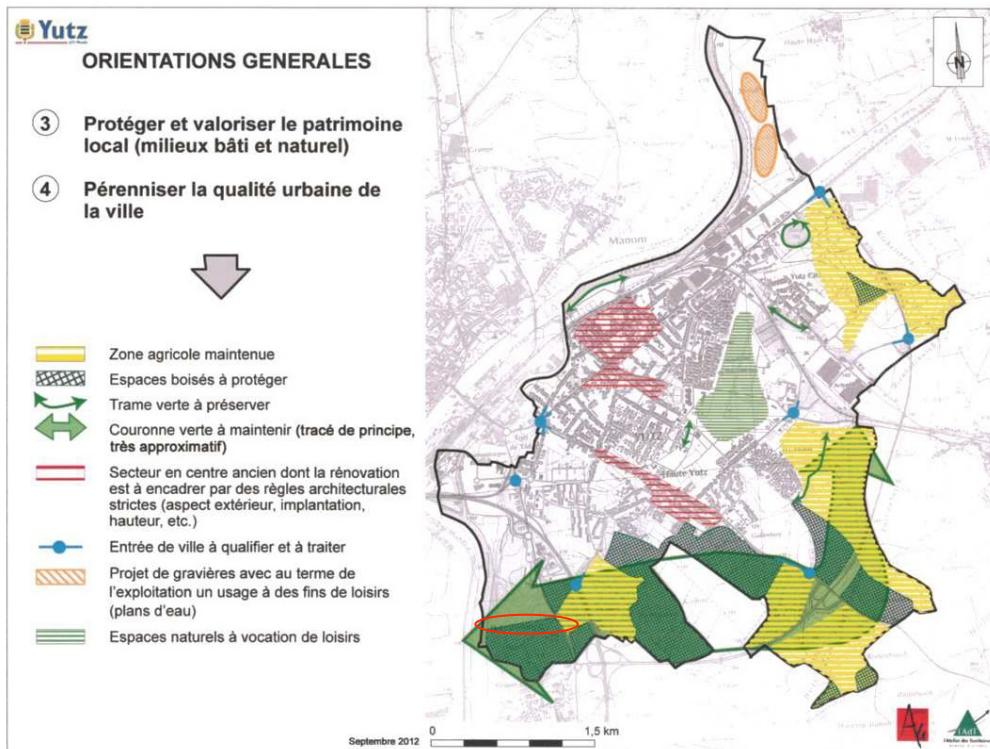 Yutz
ORIENTATIONS GENERALES
3 Protéger et valoriser le patrimoine
local (milieux bâti et naturel)
4 Pérenniser la qualité urbaine de
la ville
Zone agricole maintenue
Espaces boisés à protéger
Trame verte à préserver
Couronne verte à maintenir (tracé de principe,
très approximatif)
Secteur en centre ancien dont la rénovation
est à encadrer par des règles architecturales
strictes (aspect extérieur, implantation,
hauteur, etc.)
Entrée de ville à qualifier et à traiter
Projet de gravières avec au terme de
l'exploitation un usage à des fins de loisirs
(plans d'eau)
Espaces naturels à vocation de loisirs
Septembre 2012
0 1,5 km
N
Manom
YUTZ
Haute Yutz